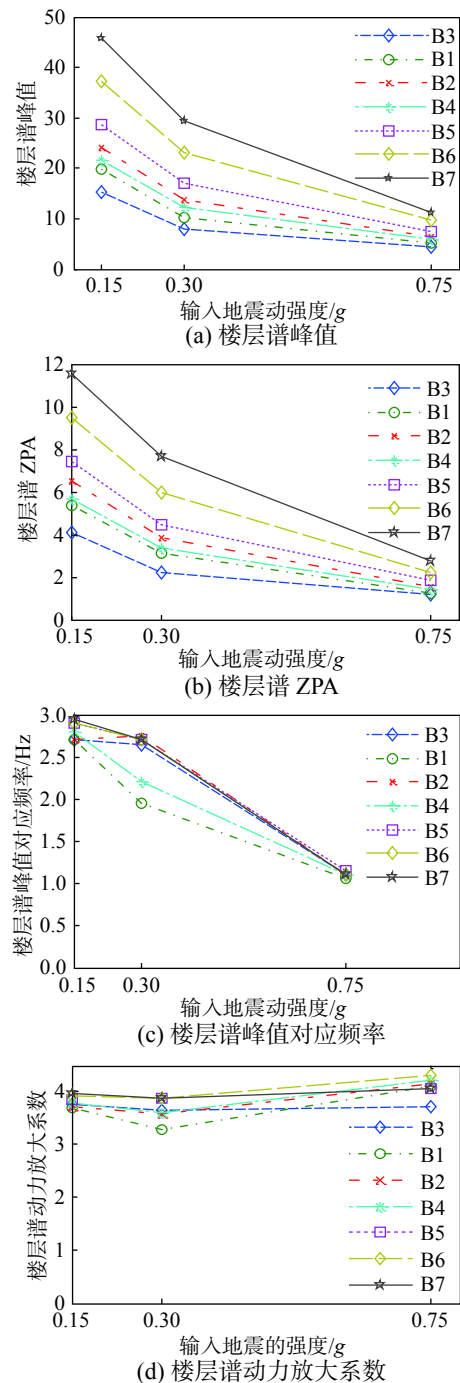 50
40
30
20
10
0
楼层谱峰值
B3
B1
B2
B4
B5
B6
B7
0.15 0.30 0.75
输入地震动强度/g
(a) 楼层谱峰值
12
10
8
6
4
2
0
楼层谱 ZPA
B3
B1
B2
B4
B5
B6
B7
0.15 0.30 0.75
输入地震动强度/g
(b) 楼层谱 ZPA
3.0
2.5
2.0
1.5
1.0
0.5
0.0
楼层谱峰值对应频率/Hz
B3
B1
B2
B4
B5
B6
B7
0.15 0.30 0.75
输入地震动强度/g
(c) 楼层谱峰值对应频率
4
3
2
1
0
楼层谱动力放大系数
B3
B1
B2
B4
B5
B6
B7
0.15 0.30 0.75
输入地震的强度/g
(d) 楼层谱动力放大系数